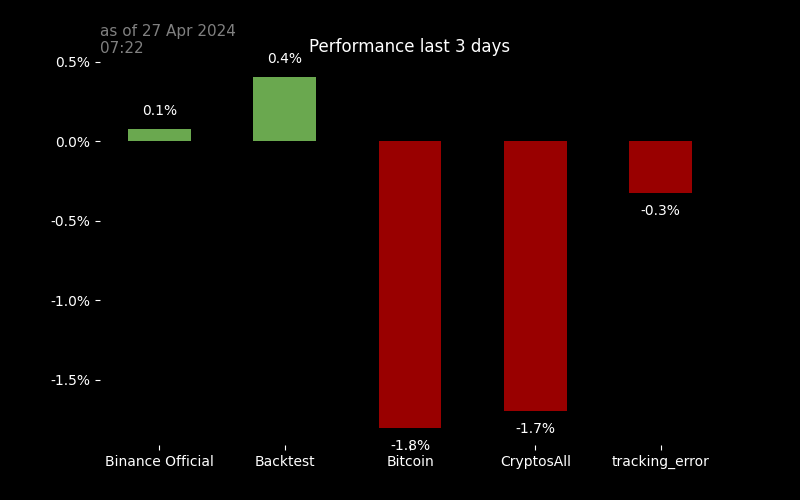 as of 27 Apr 2024
07:22
Performance last 3 days
0.5%
0.0%
-0.5%
-1.0%
-1.5%
0.1%
0.4%
-1.8%
-1.7%
-0.3%
Binance Official
Backtest
Bitcoin
CryptosAll
tracking_error